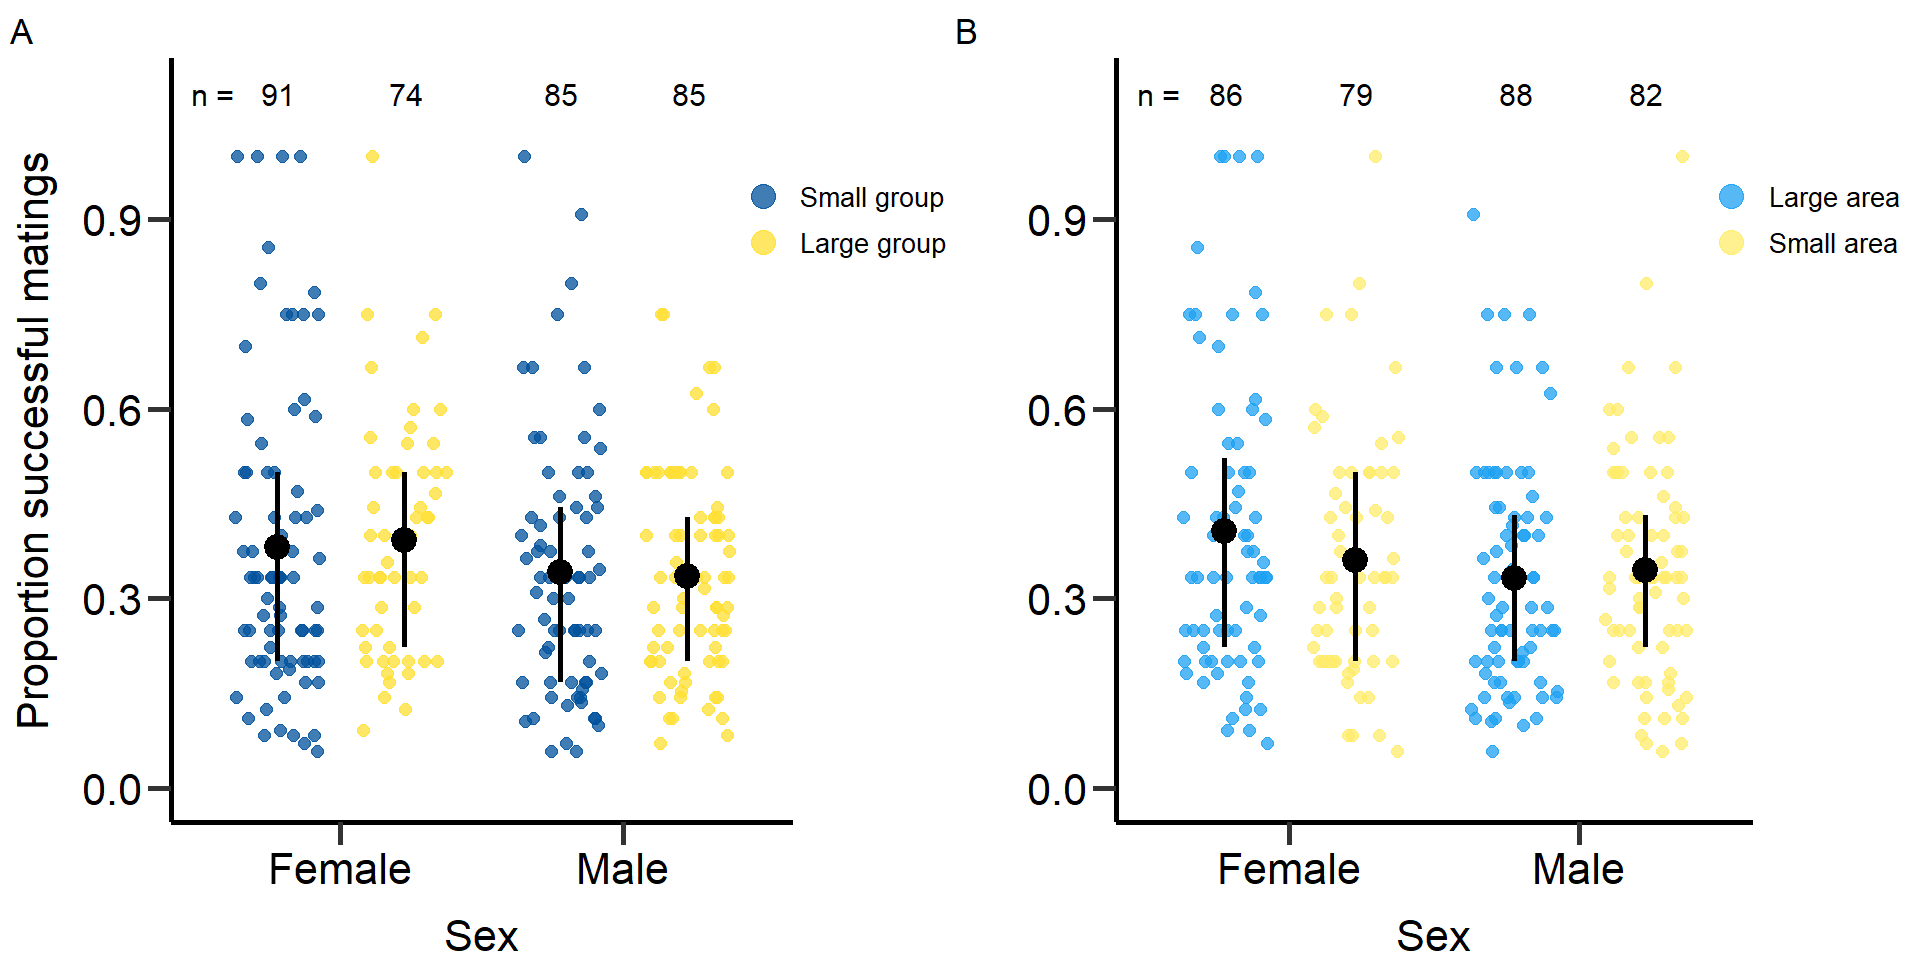 A
n = 91 74 85 85
Proportion successful matings
0.9
0.6
0.3
0.0
Small group
Large group
Female Male
Sex
B
n = 86 79 88 82
0.9
0.6
0.3
0.0
Large area
Small area
Female Male
Sex